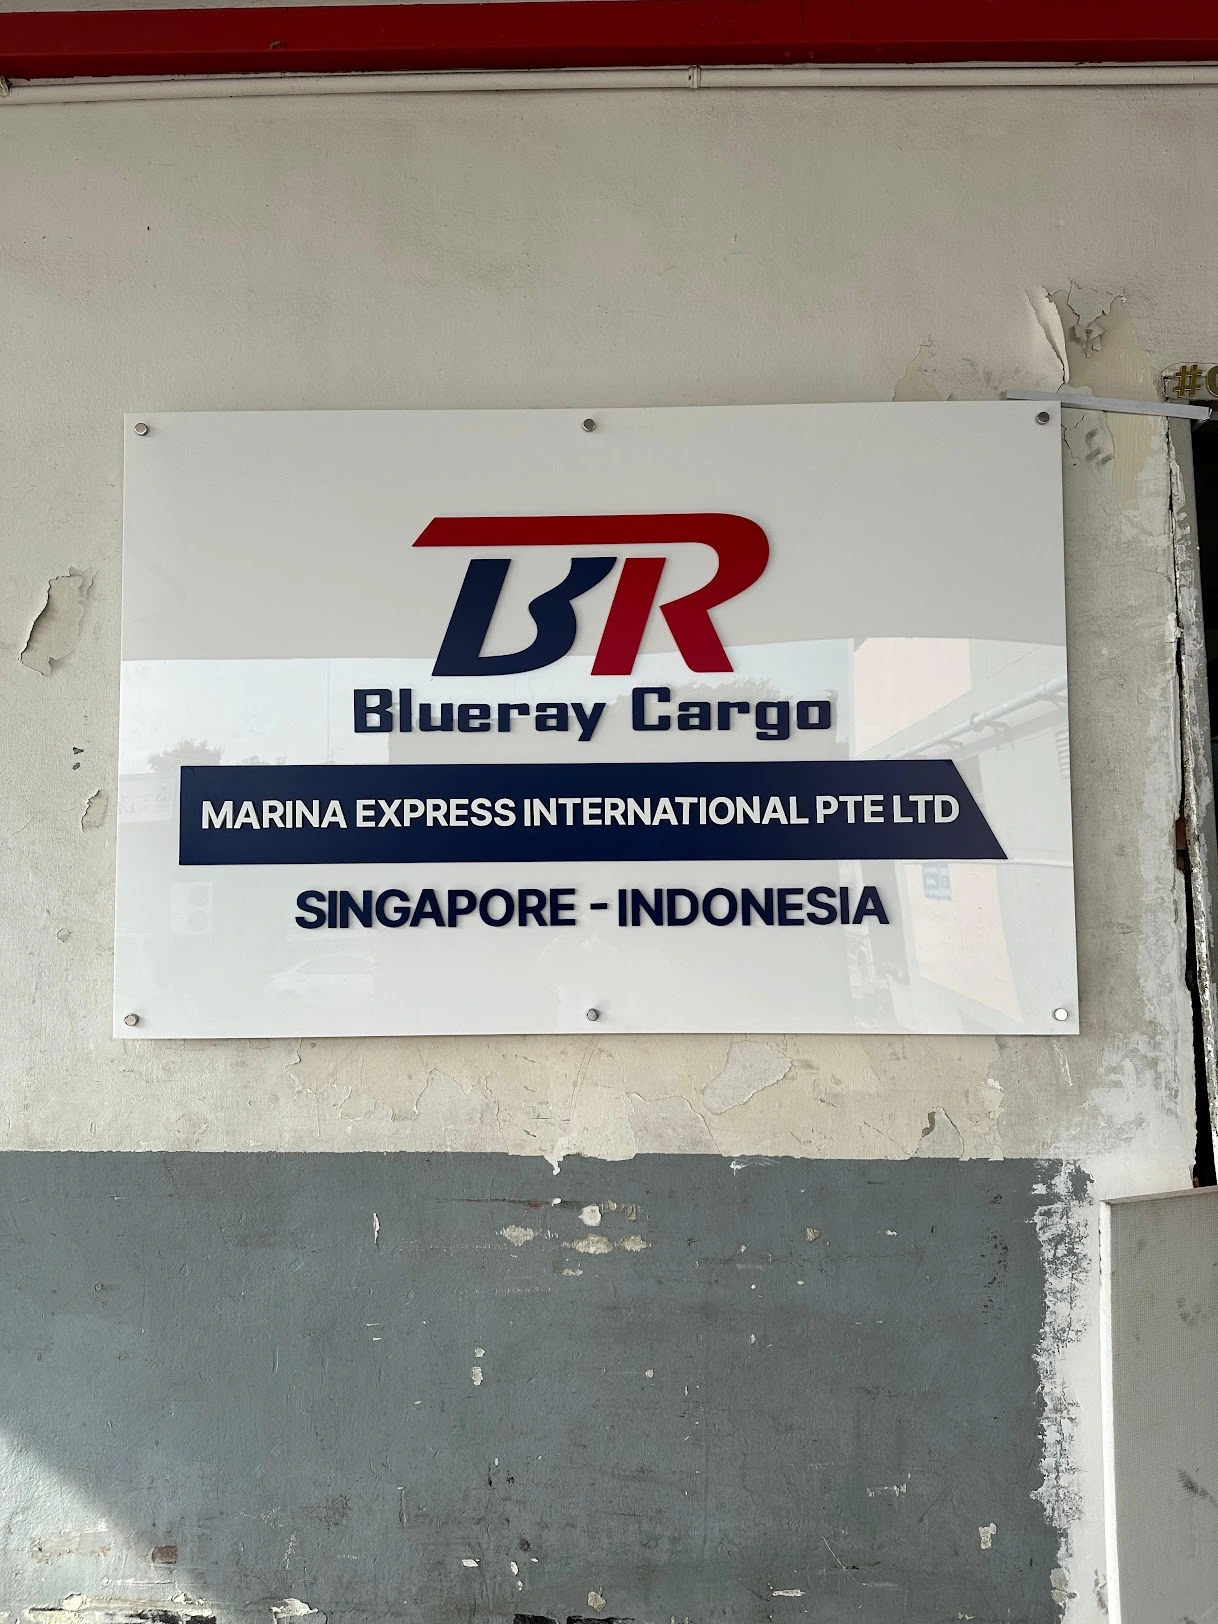 BR
Blueray Cargo
MARINA EXPRESS INTERNATIONAL PTE LTD
SINGAPORE - INDONESIA